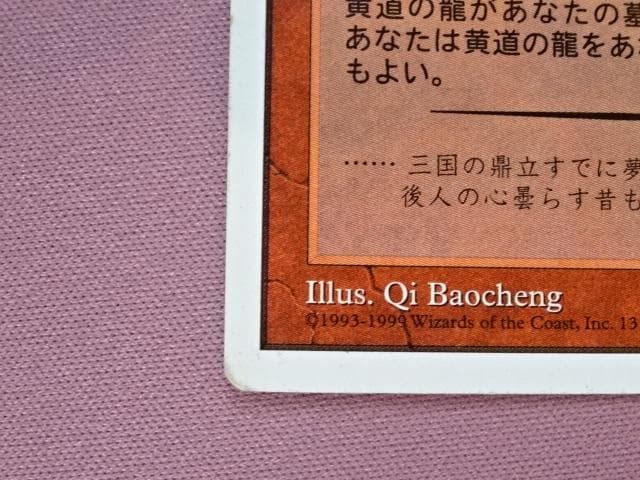 黄道の龍があなたの墓
あなたは黄道の龍をあ
もよい。
…… 三国の鼎立すでに夢
後人の心曇らす昔も
Illus. Qi Baocheng
©1993-1999 Wizards of the Coast, Inc. 13